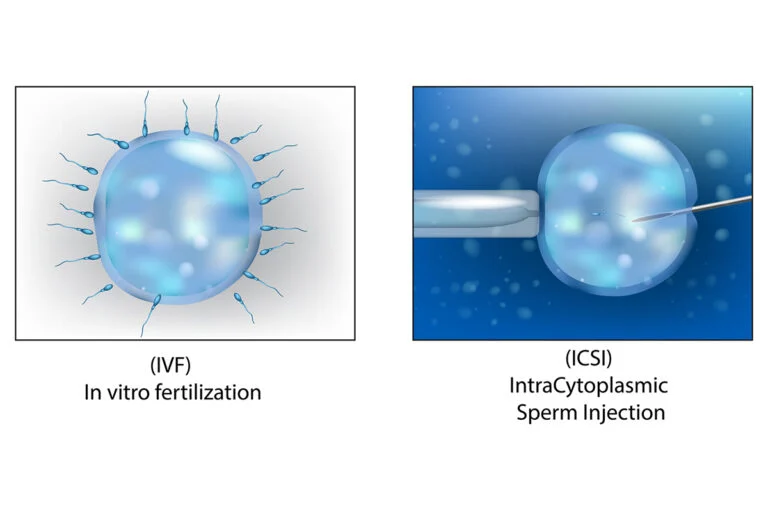 (IVF)
In vitro fertilization
(ICSI)
IntraCytoplasmic
Sperm Injection